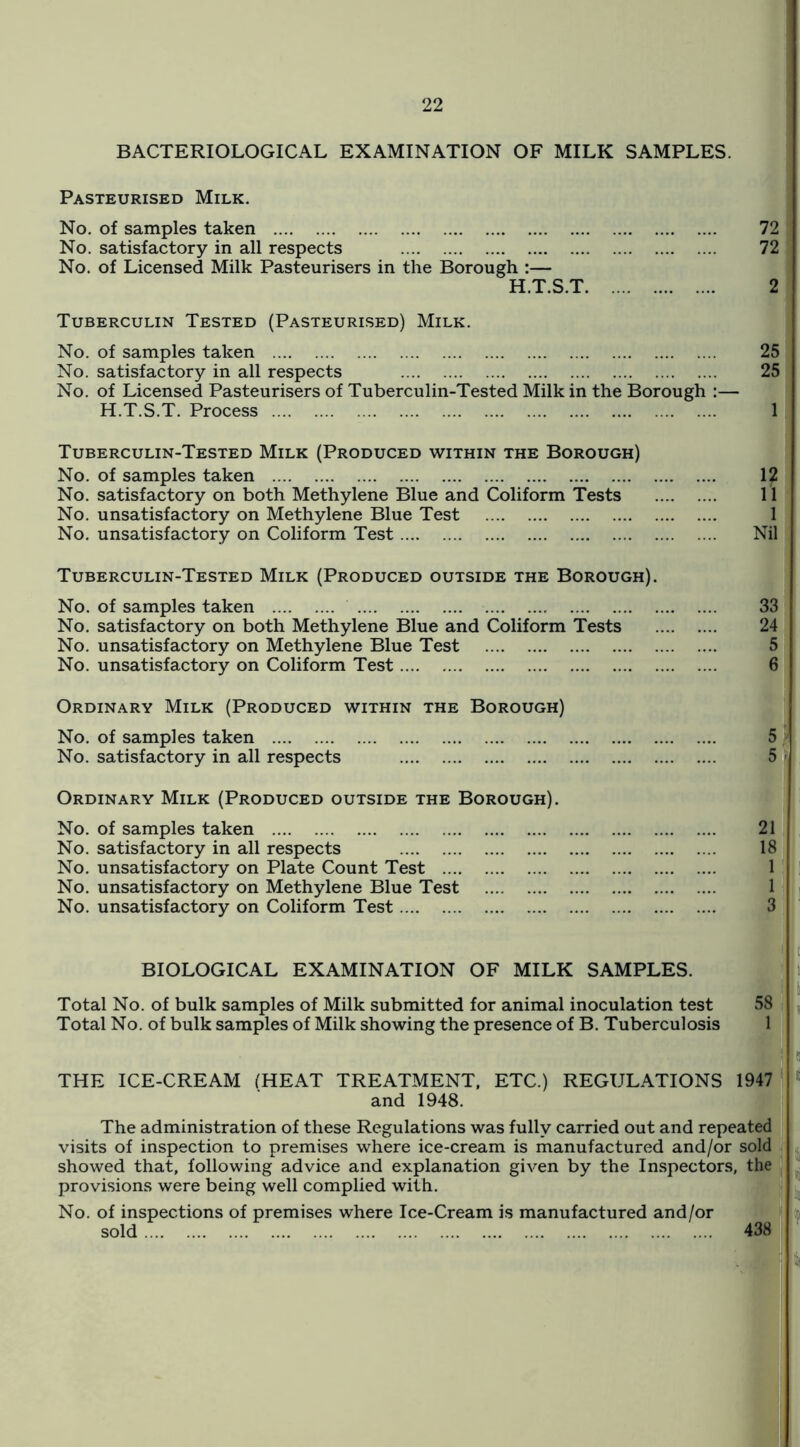 22
BACTERIOLOGICAL EXAMINATION OF MILK SAMPLES.
Pasteurised Milk.
No. of samples taken .... .... .... .... .... .... .... .... .... .... .... 72
No. satisfactory in all respects .... .... .... .... .... .... .... .... 72
No. of Licensed Milk Pasteurisers in the Borough :—
H.T.S.T. .... .... .... 2
Tuberculin Tested (Pasteurised) Milk.
No. of samples taken .... .... .... .... .... .... .... .... .... .... .... 25
No. satisfactory in all respects .... .... .... .... .... .... .... .... 25
No. of Licensed Pasteurisers of Tuberculin-Tested Milk in the Borough :—
H.T.S.T. Process .... .... .... .... .... .... .... .... .... .... .... 1
Tuberculin-Tested Milk (Produced within the Borough)
No. of samples taken .... .... .... .... .... .... .... .... .... .... .... 12
No. satisfactory on both Methylene Blue and Coliform Tests .... .... 11
No. unsatisfactory on Methylene Blue Test .... .... .... .... .... .... 1
No. unsatisfactory on Coliform Test .... .... .... .... .... .... .... .... Nil
Tuberculin-Tested Milk (Produced outside the Borough).
No. of samples taken .... .... .... .... .... .... .... .... .... .... .... 33
No. satisfactory on both Methylene Blue and Coliform Tests .... .... 24
No. unsatisfactory on Methylene Blue Test .... .... .... .... .... .... 5
No. unsatisfactory on Coliform Test .... .... .... .... .... .... .... .... 6
Ordinary Milk (Produced within the Borough)
No. of samples taken .... .... .... .... .... .... .... .... .... .... .... 5
No. satisfactory in all respects .... .... .... .... .... .... .... .... 5
Ordinary Milk (Produced outside the Borough).
No. of samples taken .... .... .... .... .... .... .... .... .... .... .... 21
No. satisfactory in all respects .... .... .... .... .... .... .... .... 18
No. unsatisfactory on Plate Count Test .... .... .... .... .... .... .... 1
No. unsatisfactory on Methylene Blue Test .... .... .... .... .... .... 1
No. unsatisfactory on Coliform Test .... .... .... .... .... .... .... .... 3
BIOLOGICAL EXAMINATION OF MILK SAMPLES.
Total No. of bulk samples of Milk submitted for animal inoculation test 58
Total No. of bulk samples of Milk showing the presence of B. Tuberculosis 1
THE ICE-CREAM (HEAT TREATMENT, ETC.) REGULATIONS 1947
and 1948.
The administration of these Regulations was fully carried out and repeated
visits of inspection to premises where ice-cream is manufactured and/or sold
showed that, following advice and explanation given by the Inspectors, the
provisions were being well complied with.
No. of inspections of premises where Ice-Cream is manufactured and/or
sold .... .... .... .... .... .... .... .... .... .... .... .... .... .... 438